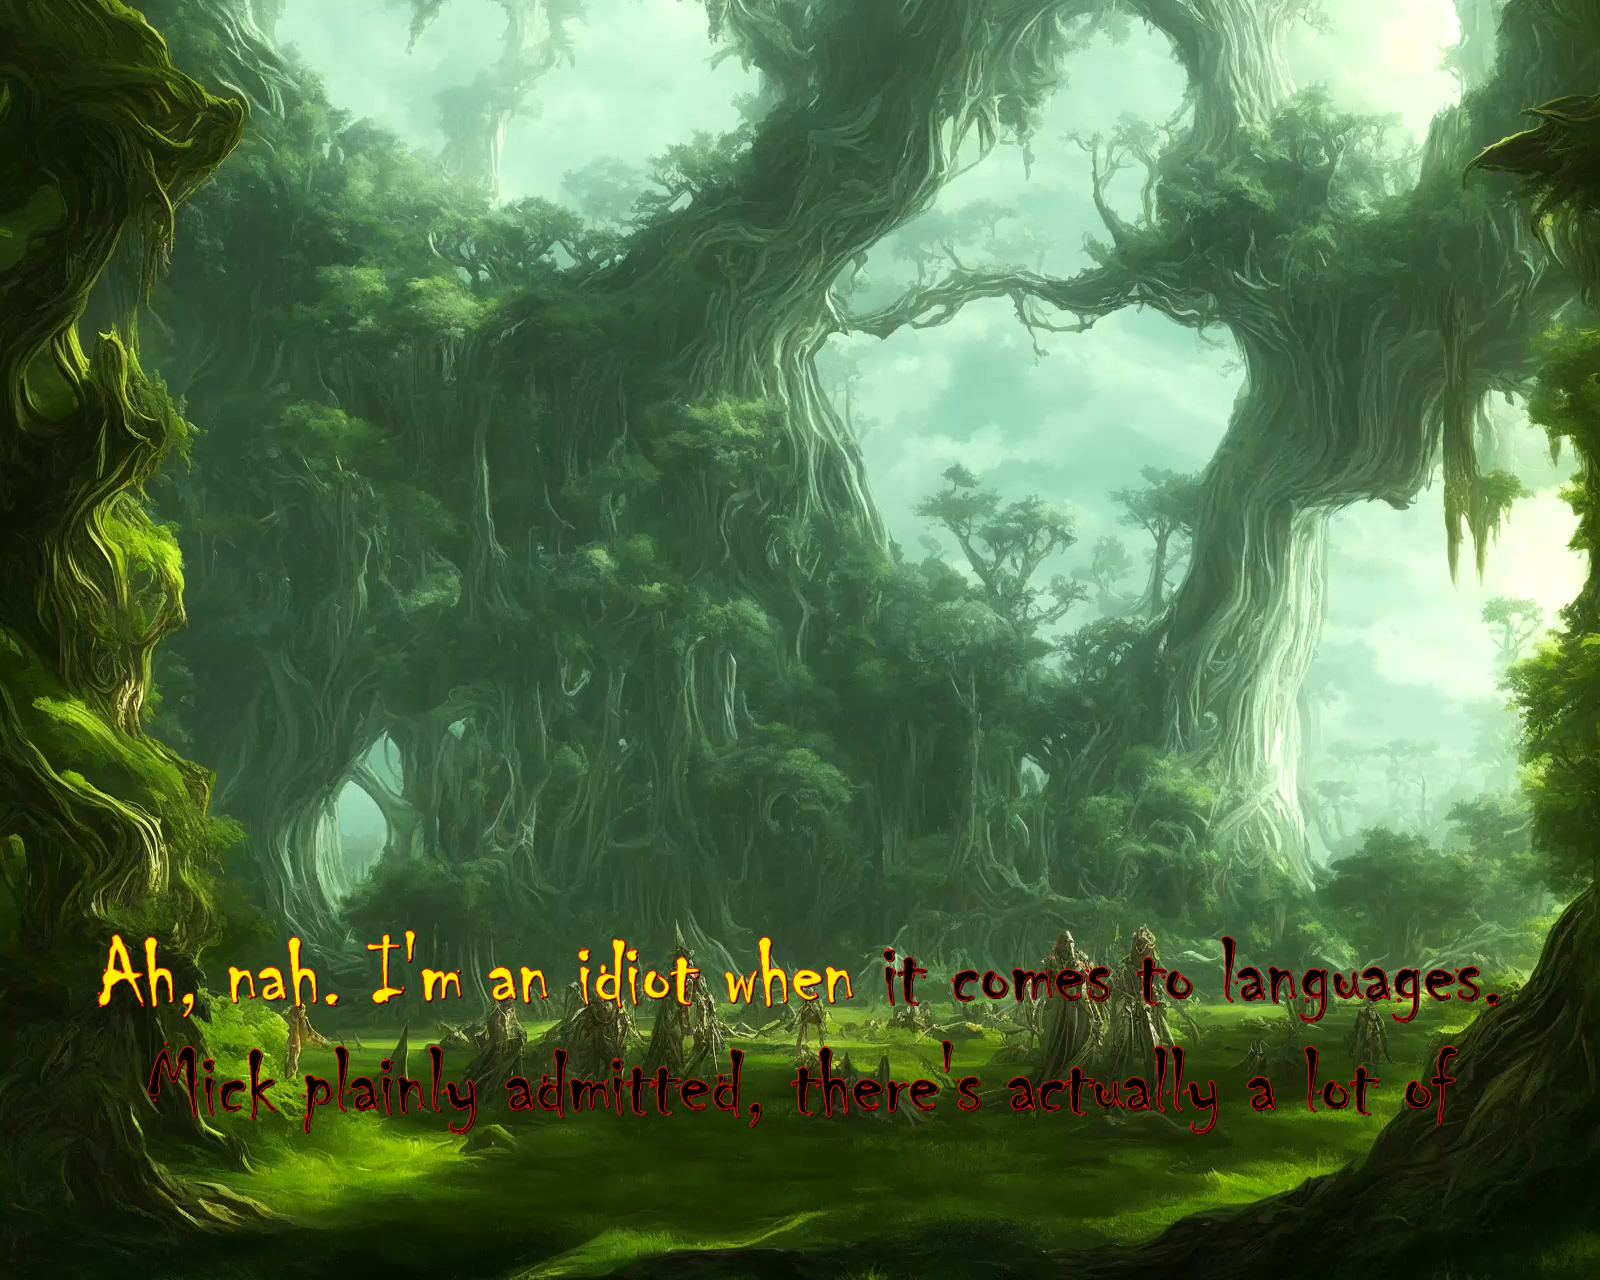 Ah, nah. I'm an idiot when it comes to languages.
Mick plainly admitted, there's actually a lot of